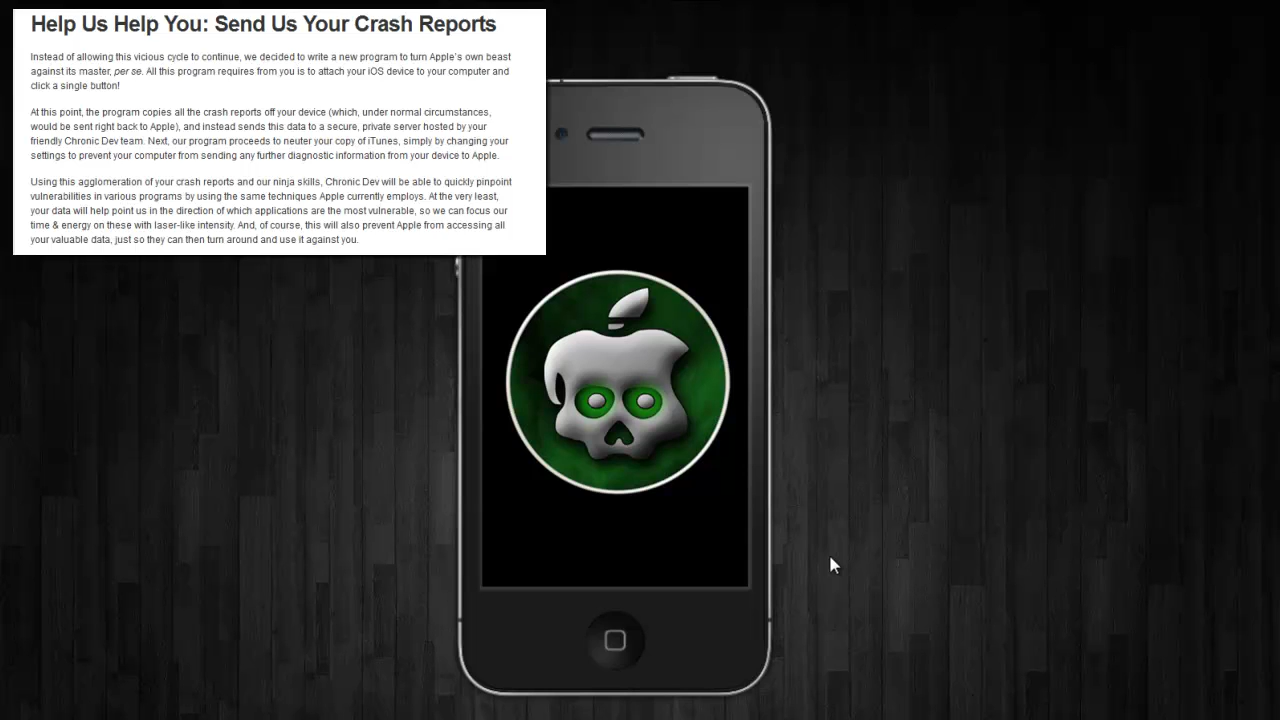 Help Us Help You: Send Us Your Crash Reports
Instead of allowing this vicious cycle to continue, we decided to write a new program to turn Apple's own beast
against its master, per se. All this program requires from you is to attach your iOS device to your computer and
click a single button!
At this point, the program copies all the crash reports off your device (which, under normal circumstances,
would be sent right back to Apple), and instead sends this data to a secure, private server hosted by your
friendly Chronic Dev team. Next, our program proceeds to neuter your copy of iTunes, simply by changing your
settings to prevent your computer from sending any further diagnostic information from your device to Apple.
Using this agglomeration of your crash reports and our ninja skills, Chronic Dev will be able to quickly pinpoint
vulnerabilities in various programs by using the same techniques Apple currently employs. At the very least,
your data will help point us in the direction of which applications are the most vulnerable, so we can focus our
time & energy on these with laser-like intensity. And, of course, this will also prevent Apple from accessing all
your valuable data, just so they can then turn around and use it against you.